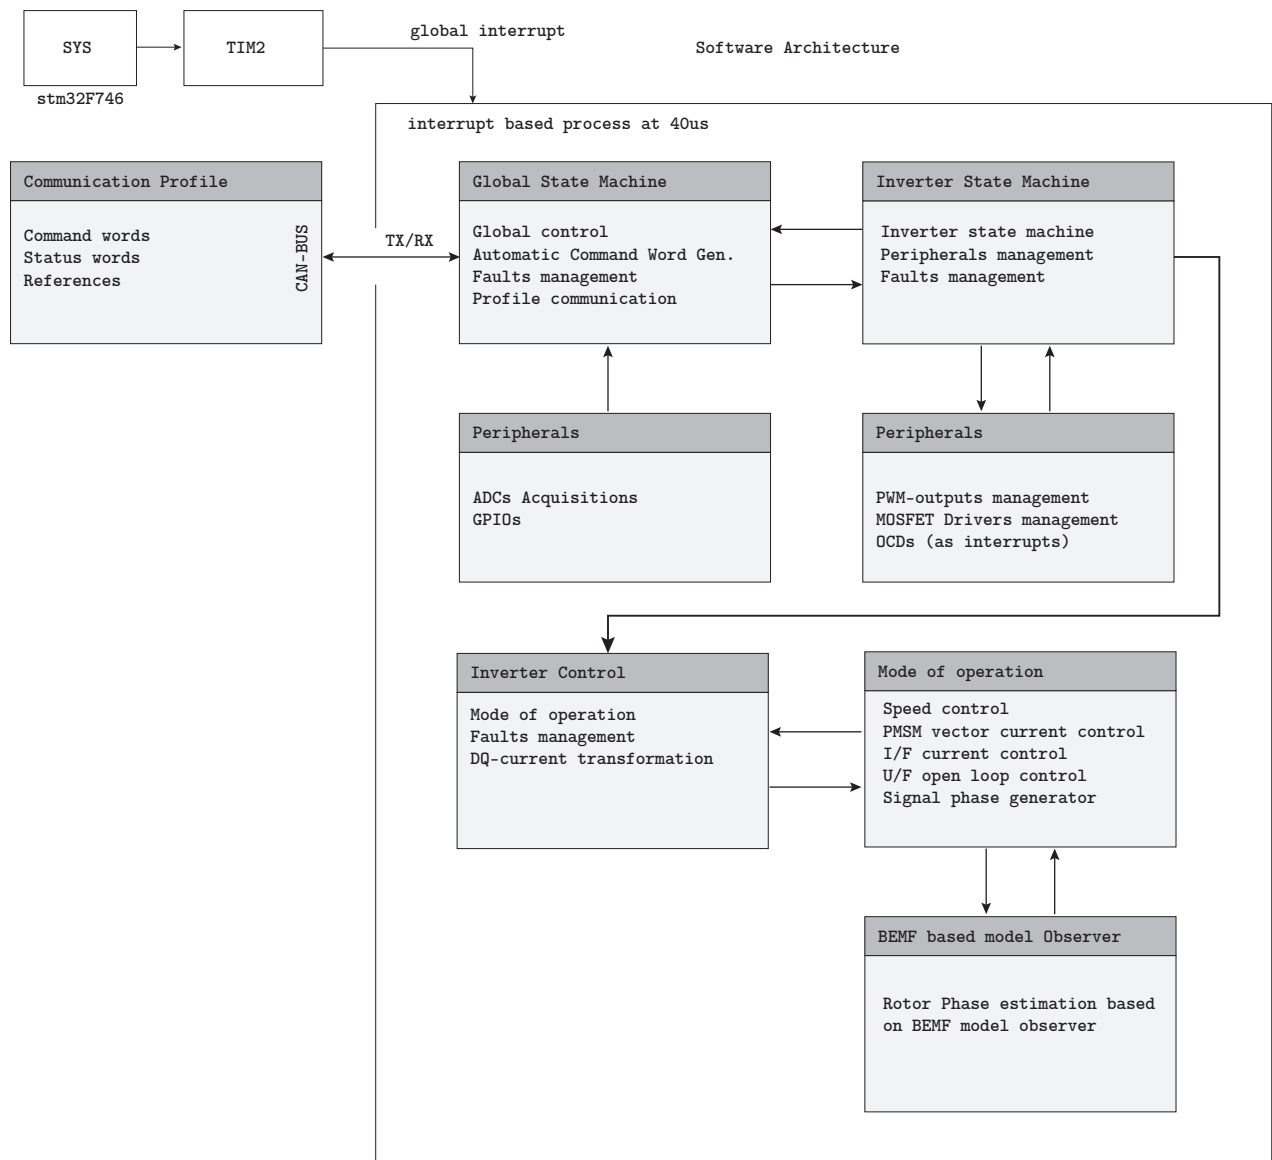 SYS
TIM2
global interrupt
Software Architecture
stm32F746
interrupt based process at 40us
Communication Profile
Command words
Status words
References
CAN-BUS
TX/RX
Global State Machine
Global control
Automatic Command Word Gen.
Faults management
Profile communication
Inverter State Machine
Inverter state machine
Peripherals management
Faults management
Peripherals
ADCs Acquisitions
GPIOs
Peripherals
PWM-outputs management
MOSFET Drivers management
OCDs (as interrupts)
Inverter Control
Mode of operation
Faults management
DQ-current transformation
Mode of operation
Speed control
PMSM vector current control
I/F current control
U/F open loop control
Signal phase generator
BEMF based model Observer
Rotor Phase estimation based
on BEMF model observer